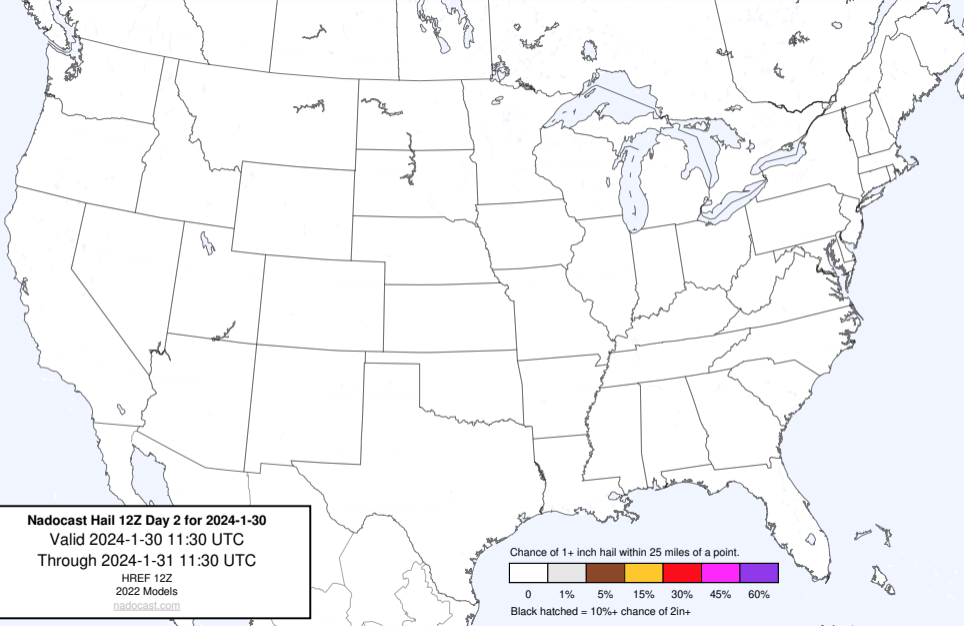 Nadocast Hail 12Z Day 2 for 2024-1-30
Valid 2024-1-30 11:30 UTC
Through 2024-1-31 11:30 UTC
HREF 12Z
2022 Models
nadocast.com
Chance of 1+ inch hail within 25 miles of a point.
0 1% 5% 15% 30% 45% 60%
Black hatched = 10%+ chance of 2in+